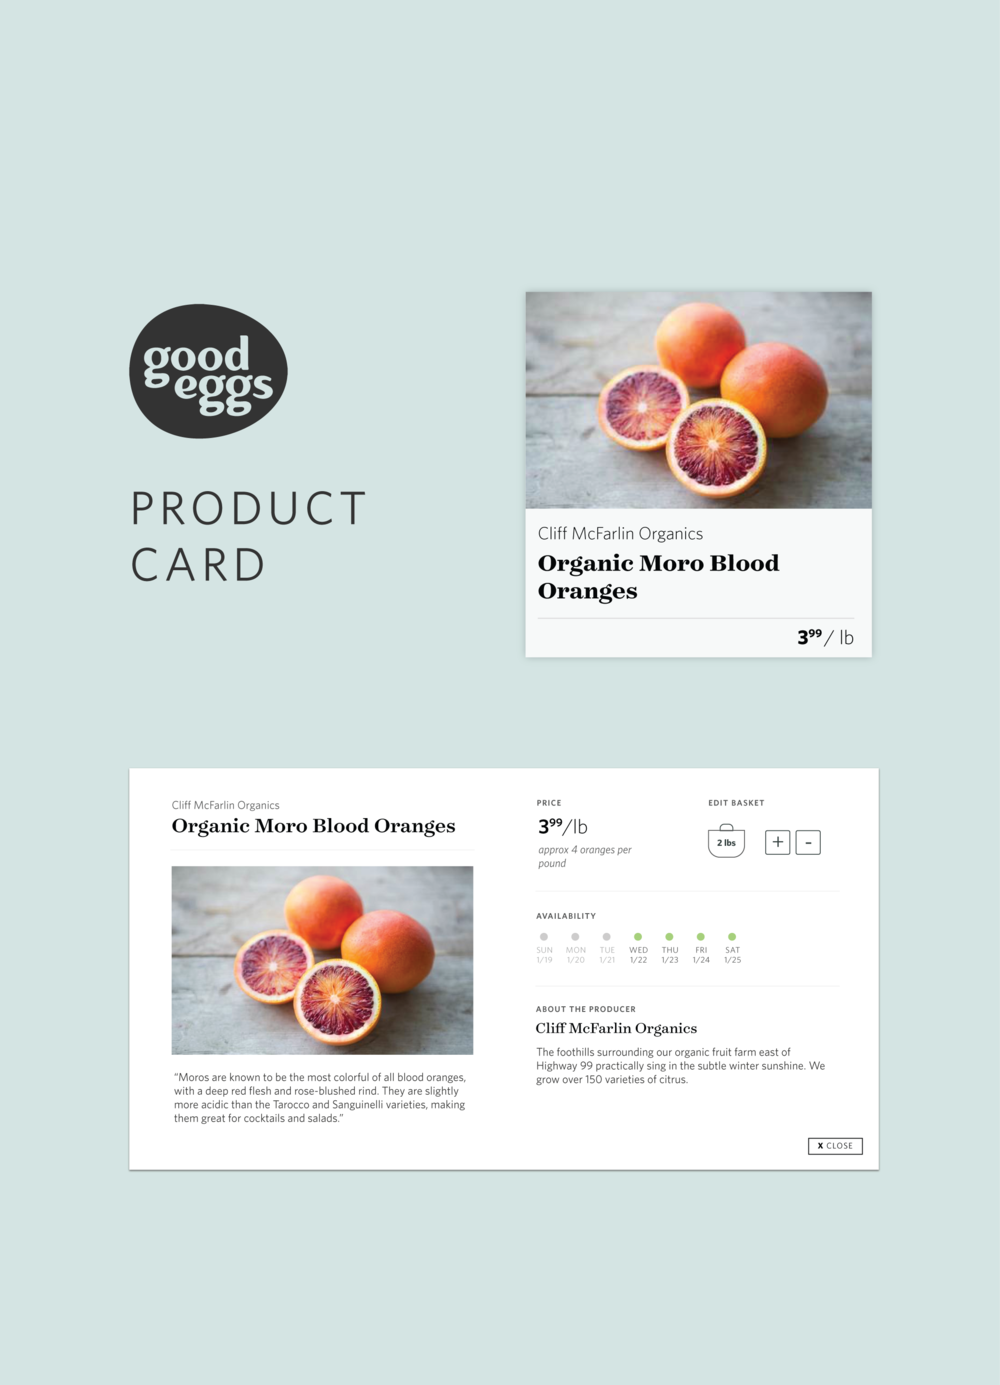 good
eggs
PRODUCT
CARD
Cliff McFarlin Organics
Organic Moro Blood
Oranges
3⁹⁹/ lb
Cliff McFarlin Organics
Organic Moro Blood Oranges
“Moros are known to be the most colorful of all blood oranges,
with a deep red flesh and rose-blushed rind. They are slightly
more acidic than the Tarocco and Sanguinelli varieties, making
them great for cocktails and salads.”
PRICE
3⁹⁹/lb
approx 4 oranges per
pound
EDIT BASKET
2 lbs
+ -
AVAILABILITY
SUN MON TUE WED THU FRI SAT
1/19 1/20 1/21 1/22 1/23 1/24 1/25
ABOUT THE PRODUCER
Cliff McFarlin Organics
The foothills surrounding our organic fruit farm east of
Highway 99 practically sing in the subtle winter sunshine. We
grow over 150 varieties of citrus.
X CLOSE